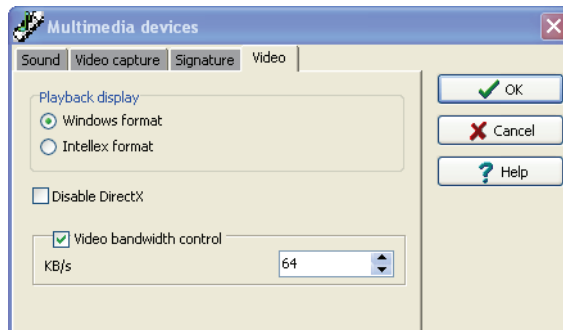 Multimedia devices
Sound Video capture Signature Video
Playback display
Windows format
Intellex format
Disable DirectX
Video bandwidth control
KB/s 64
OK
Cancel
? Help